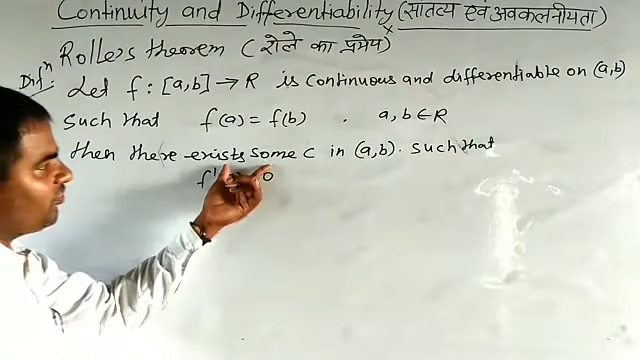 Continuity and Differentiability (सातत्य एवं अवकलनीयता)
Rolle's theorem (रोले का प्रमेय)
Defⁿ: Let f : [a,b] → R is continuous and differentiable on (a,b)
such that f(a) = f(b) . a, b ∈ R
then there exists some c in (a,b). such that
f' 0